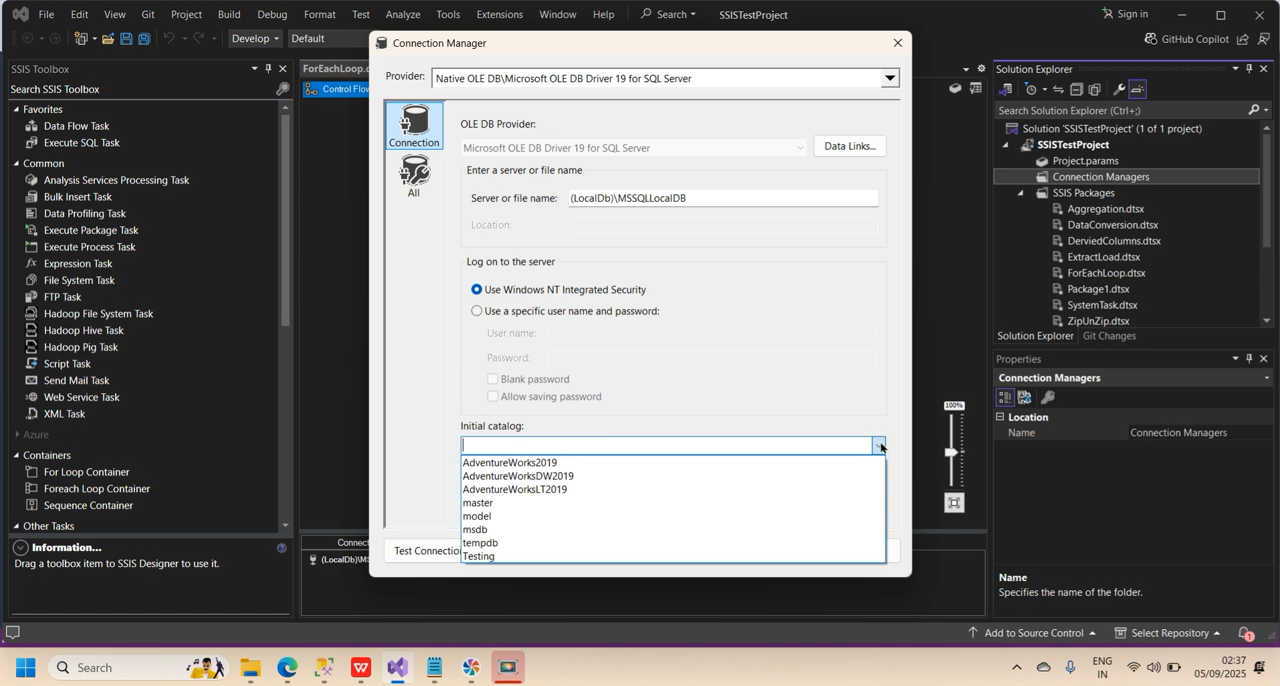 File Edit View Git Project Build Debug Format Test Analyze Tools Extensions Window Help Search SSISTestProject Sign in
Develop Default GitHub Copilot
SSIS Toolbox
Search SSIS Toolbox
Favorites
Data Flow Task
Execute SQL Task
Common
Analysis Services Processing Task
Bulk Insert Task
Data Profiling Task
Execute Package Task
Execute Process Task
Expression Task
File System Task
FTP Task
Hadoop File System Task
Hadoop Hive Task
Hadoop Pig Task
Script Task
Send Mail Task
Web Service Task
XML Task
Azure
Containers
For Loop Container
Foreach Loop Container
Sequence Container
Other Tasks
Information...
Drag a toolbox item to SSIS Designer to use it.
ForEachLoop.d
Control Flow
Connect
(LocalDb)\M
Connection Manager
Provider: Native OLE DB\Microsoft OLE DB Driver 19 for SQL Server
Connection
All
OLE DB Provider:
Microsoft OLE DB Driver 19 for SQL Server Data Links...
Enter a server or file name
Server or file name: (LocalDb)\MSSQLLocalDB
Location:
Log on to the server
Use Windows NT Integrated Security
Use a specific user name and password:
User name:
Password:
Blank password
Allow saving password
Initial catalog:
AdventureWorks2019
AdventureWorksDW2019
AdventureWorksLT2019
master
model
msdb
tempdb
Testing
Test Connection
100%
Solution Explorer
Search Solution Explorer (Ctrl+;)
Solution 'SSISTestProject' (1 of 1 project)
SSISTestProject
Project.params
Connection Managers
SSIS Packages
Aggregation.dtsx
DataConversion.dtsx
DerviedColumns.dtsx
ExtractLoad.dtsx
ForEachLoop.dtsx
Package1.dtsx
SystemTask.dtsx
ZipUnZip.dtsx
Solution Explorer Git Changes
Properties
Connection Managers
Location
Name Connection Managers
Name
Specifies the name of the folder.
Add to Source Control Select Repository 1
Search
ENG
IN
02:37
05/09/2025